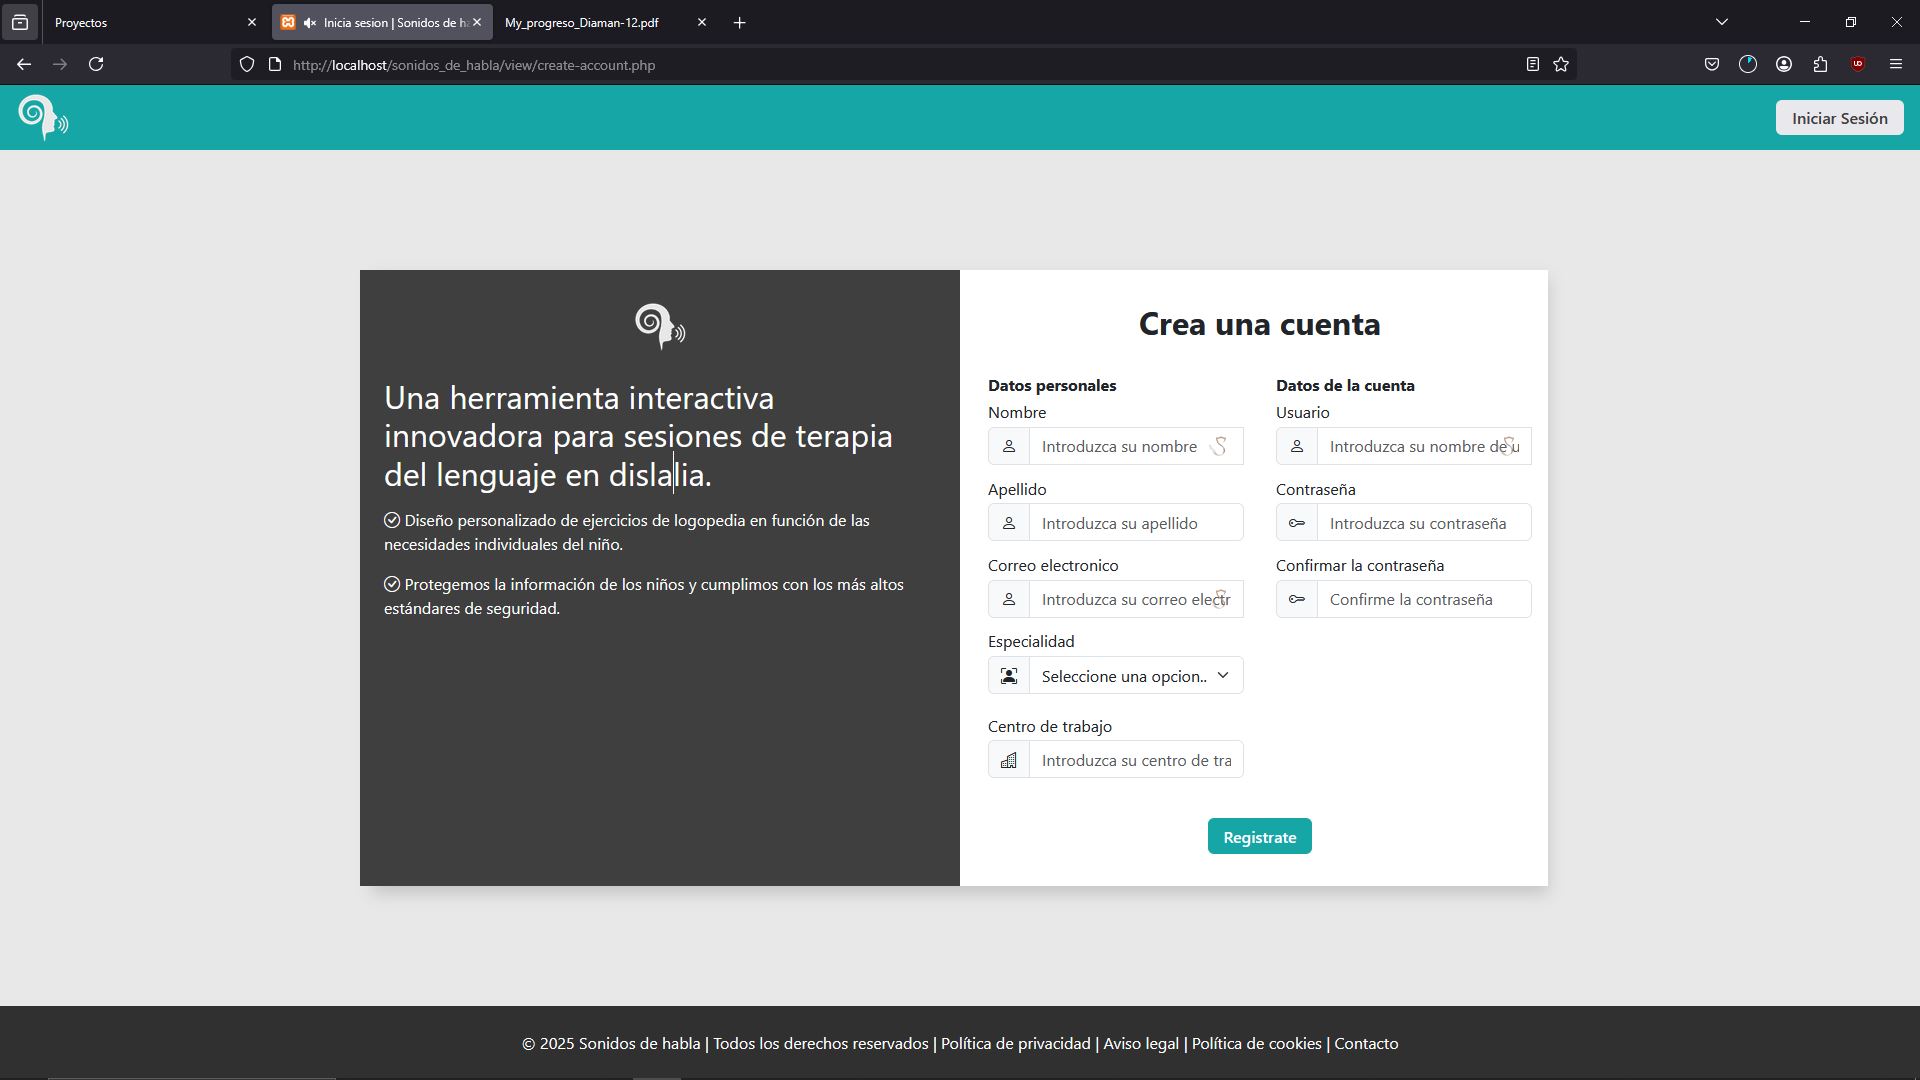 Proyectos
Inicia sesion | Sonidos de ha
My_progreso_Diaman-12.pdf
http://localhost/sonidos_de_habla/view/create-account.php
Iniciar Sesión
Una herramienta interactiva
innovadora para sesiones de terapia
del lenguaje en dislalia.
Diseño personalizado de ejercicios de logopedia en función de las
necesidades individuales del niño.
Protegemos la información de los niños y cumplimos con los más altos
estándares de seguridad.
Crea una cuenta
Datos personales
Nombre
Introduzca su nombre
Apellido
Introduzca su apellido
Correo electronico
Introduzca su correo electr
Especialidad
Seleccione una opcion..
Centro de trabajo
Introduzca su centro de tra
Datos de la cuenta
Usuario
Introduzca su nombre de u
Contraseña
Introduzca su contraseña
Confirmar la contraseña
Confirme la contraseña
Registrate
© 2025 Sonidos de habla | Todos los derechos reservados | Política de privacidad | Aviso legal | Política de cookies | Contacto